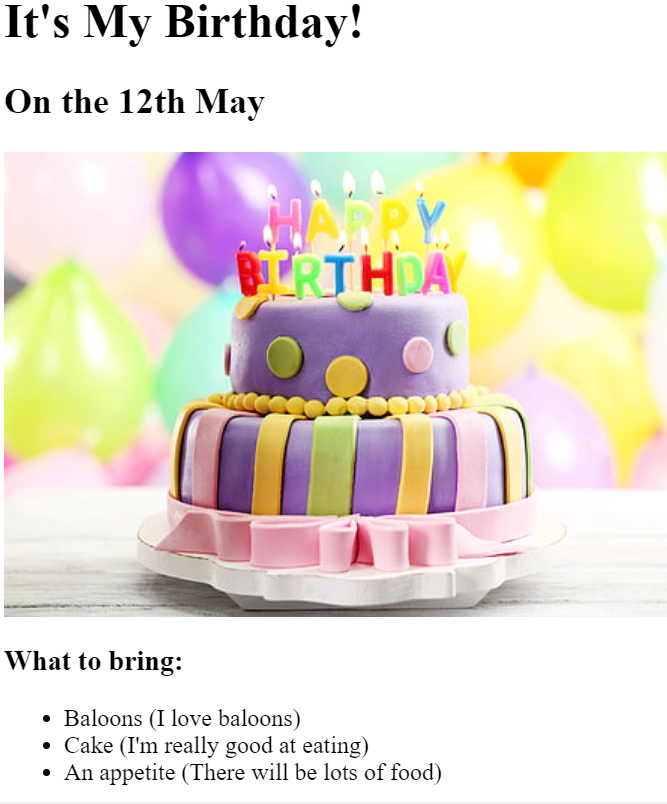 It's My Birthday!
On the 12th May
HAPPY
BIRTHDAY
What to bring:
Baloons (I love baloons)
Cake (I'm really good at eating)
An appetite (There will be lots of food)